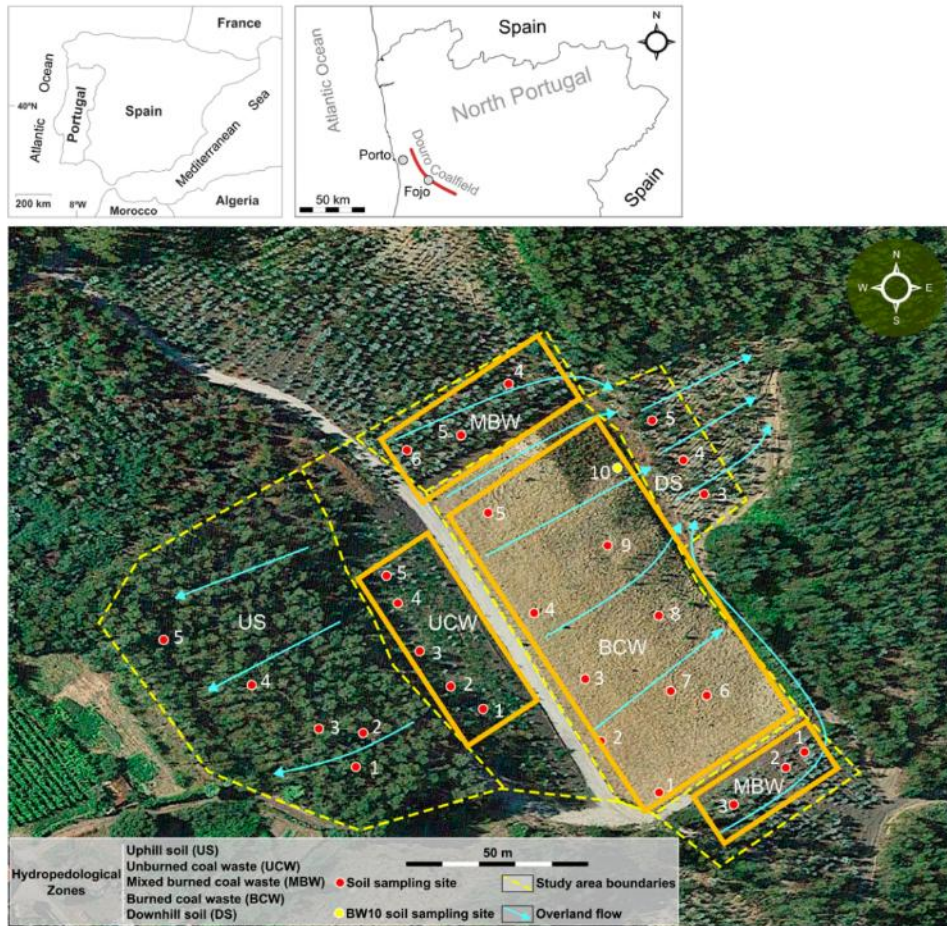 France
Atlantic Ocean
40ºN
Portugal
Spain
Mediterranean Sea
200 km
8ºW
Morocco
Algeria
Spain
N
Atlantic Ocean
North Portugal
Porto
Douro Coalfield
Fojo
Spain
50 km
N
W
E
S
4
MBW
5
6
5
4
DS
3
10
5
9
5
4
UCW
3
2
1
4
8
BCW
3
7
6
2
1
US
5
4
3
2
1
1
2
MBW
3
Hydropedological Zones
Uphill soil (US)
Unburned coal waste (UCW)
Mixed burned coal waste (MBW)
Burned coal waste (BCW)
Downhill soil (DS)
50 m
Soil sampling site
Study area boundaries
BW10 soil sampling site
Overland flow